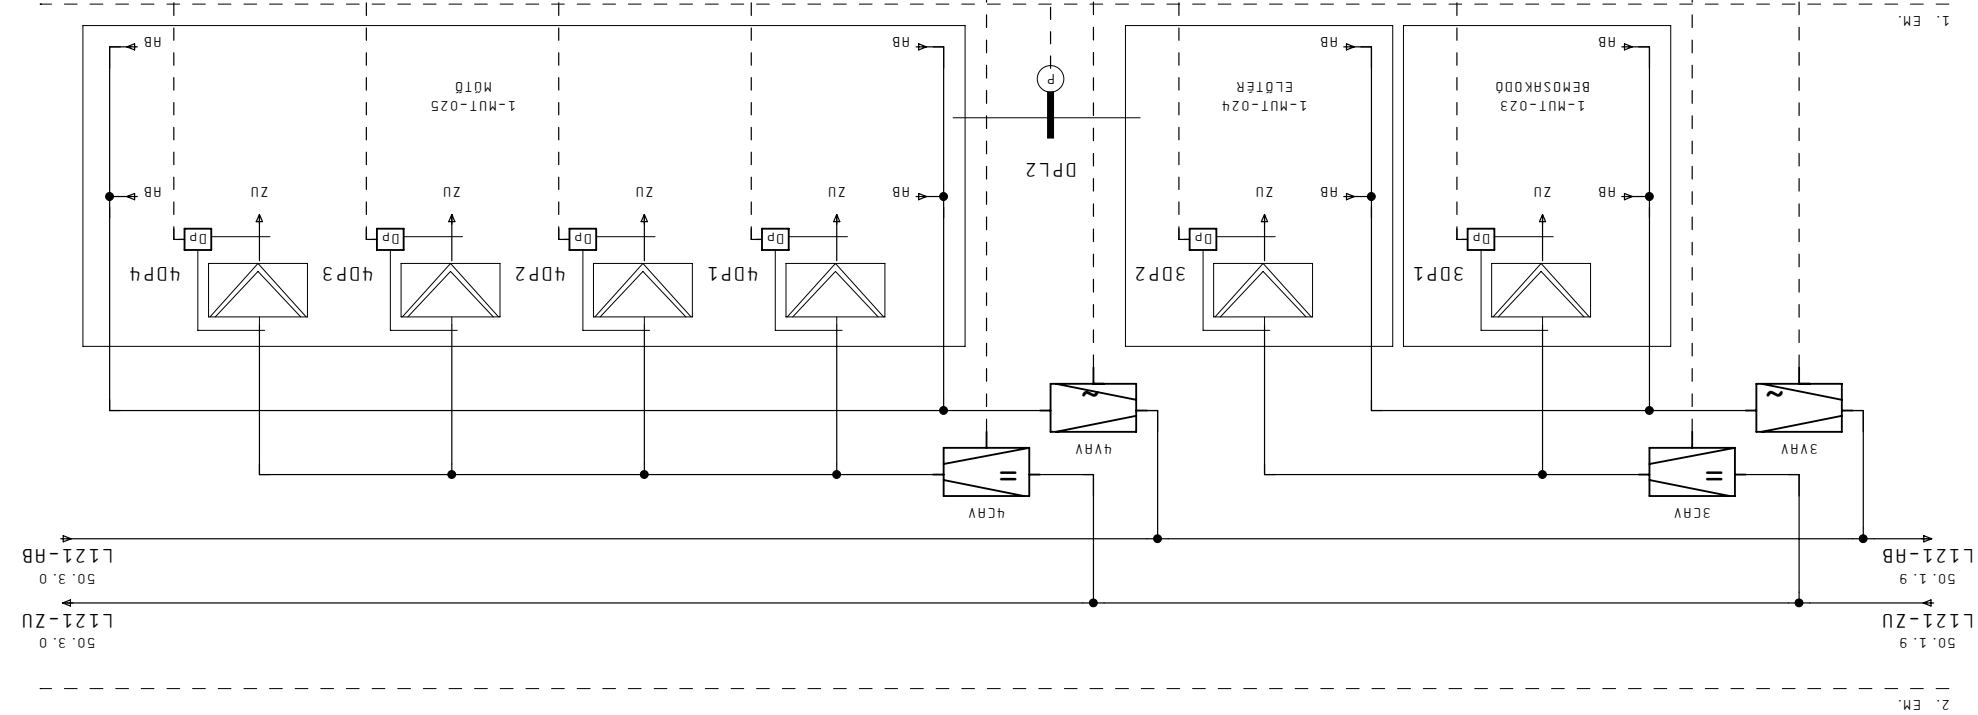 2. EM.
50.1.9
50.3.0
L121-ZU
L121-ZU
50.1.9
50.3.0
L121-AB
L121-AB
3CAV
4CAV
=
=
3VAV
4VAV
~
~
3DP1
3DP2
4DP1
4DP2
4DP3
4DP4
Dp
Dp
Dp
Dp
Dp
Dp
AB
ZU
AB
ZU
AB
ZU
ZU
ZU
ZU
AB
DPL2
1-MUT-023
BEMOSAKODÓ
1-MUT-024
ELŐTÉR
1-MUT-025
MŰTŐ
P
AB
AB
AB
AB
1. EM.